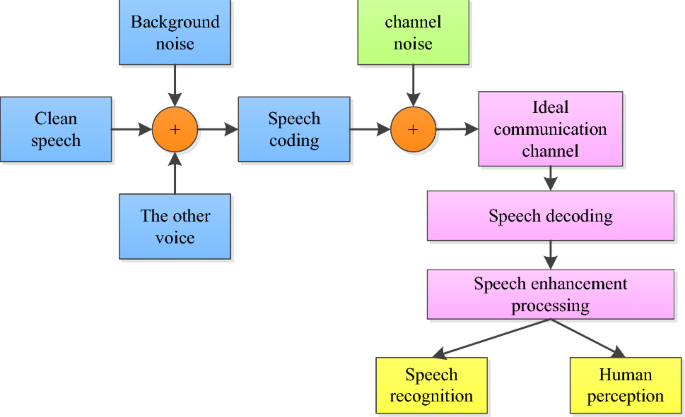 Background
noise
channel
noise
Clean
speech
+
Speech
coding
+
Ideal
communication
channel
The other
voice
Speech decoding
Speech enhancement
processing
Speech
recognition
Human
perception